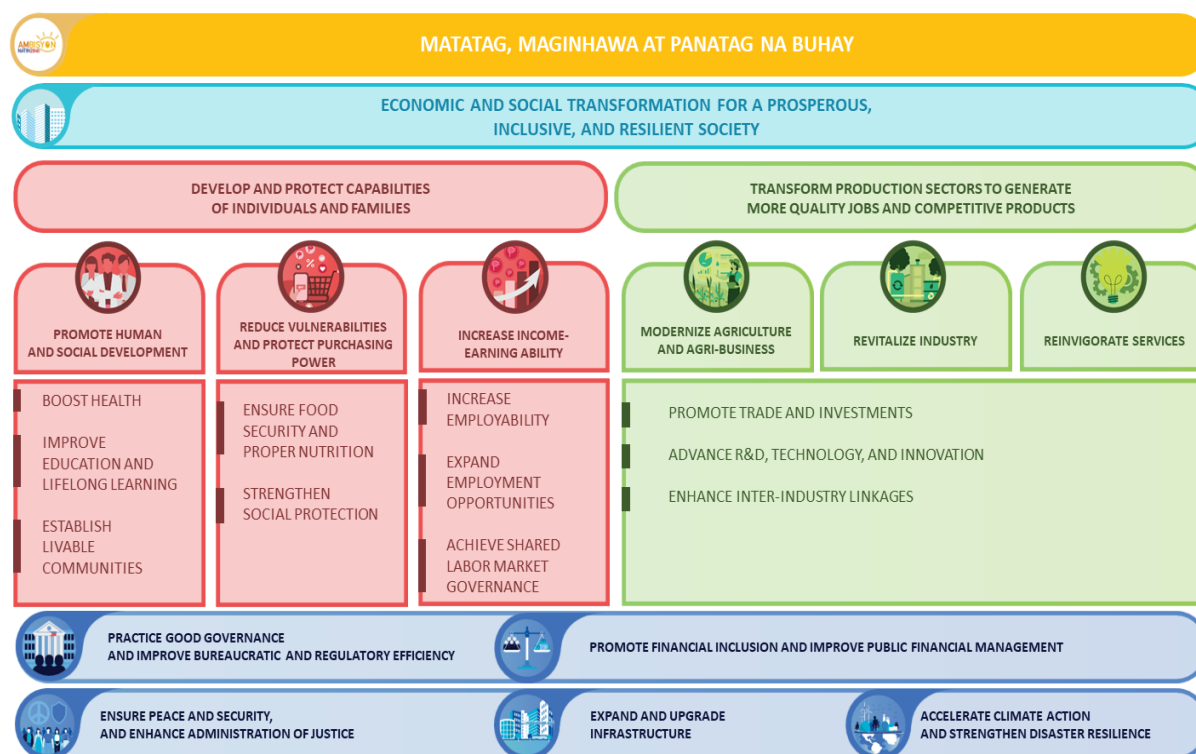 AMBISYON
MATATAG, MAGINHAWA AT PANATAG NA BUHAY
ECONOMIC AND SOCIAL TRANSFORMATION FOR A PROSPEROUS,
INCLUSIVE, AND RESILIENT SOCIETY
DEVELOP AND PROTECT CAPABILITIES
OF INDIVIDUALS AND FAMILIES
TRANSFORM PRODUCTION SECTORS TO GENERATE
MORE QUALITY JOBS AND COMPETITIVE PRODUCTS
PROMOTE HUMAN
AND SOCIAL DEVELOPMENT
REDUCE VULNERABILITIES
AND PROTECT PURCHASING
POWER
INCREASE INCOME-
EARNING ABILITY
MODERNIZE AGRICULTURE
AND AGRI-BUSINESS
REVITALIZE INDUSTRY
REINVIGORATE SERVICES
BOOST HEALTH
IMPROVE
EDUCATION AND
LIFELONG LEARNING
ESTABLISH
LIVABLE
COMMUNITIES
ENSURE FOOD
SECURITY AND
PROPER NUTRITION
STRENGTHEN
SOCIAL PROTECTION
INCREASE
EMPLOYABILITY
EXPAND
EMPLOYMENT
OPPORTUNITIES
ACHIEVE SHARED
LABOR MARKET
GOVERNANCE
PROMOTE TRADE AND INVESTMENTS
ADVANCE R&D, TECHNOLOGY, AND INNOVATION
ENHANCE INTER-INDUSTRY LINKAGES
PRACTICE GOOD GOVERNANCE
AND IMPROVE BUREAUCRATIC AND REGULATORY EFFICIENCY
PROMOTE FINANCIAL INCLUSION AND IMPROVE PUBLIC FINANCIAL MANAGEMENT
ENSURE PEACE AND SECURITY,
AND ENHANCE ADMINISTRATION OF JUSTICE
EXPAND AND UPGRADE
INFRASTRUCTURE
ACCELERATE CLIMATE ACTION
AND STRENGTHEN DISASTER RESILIENCE